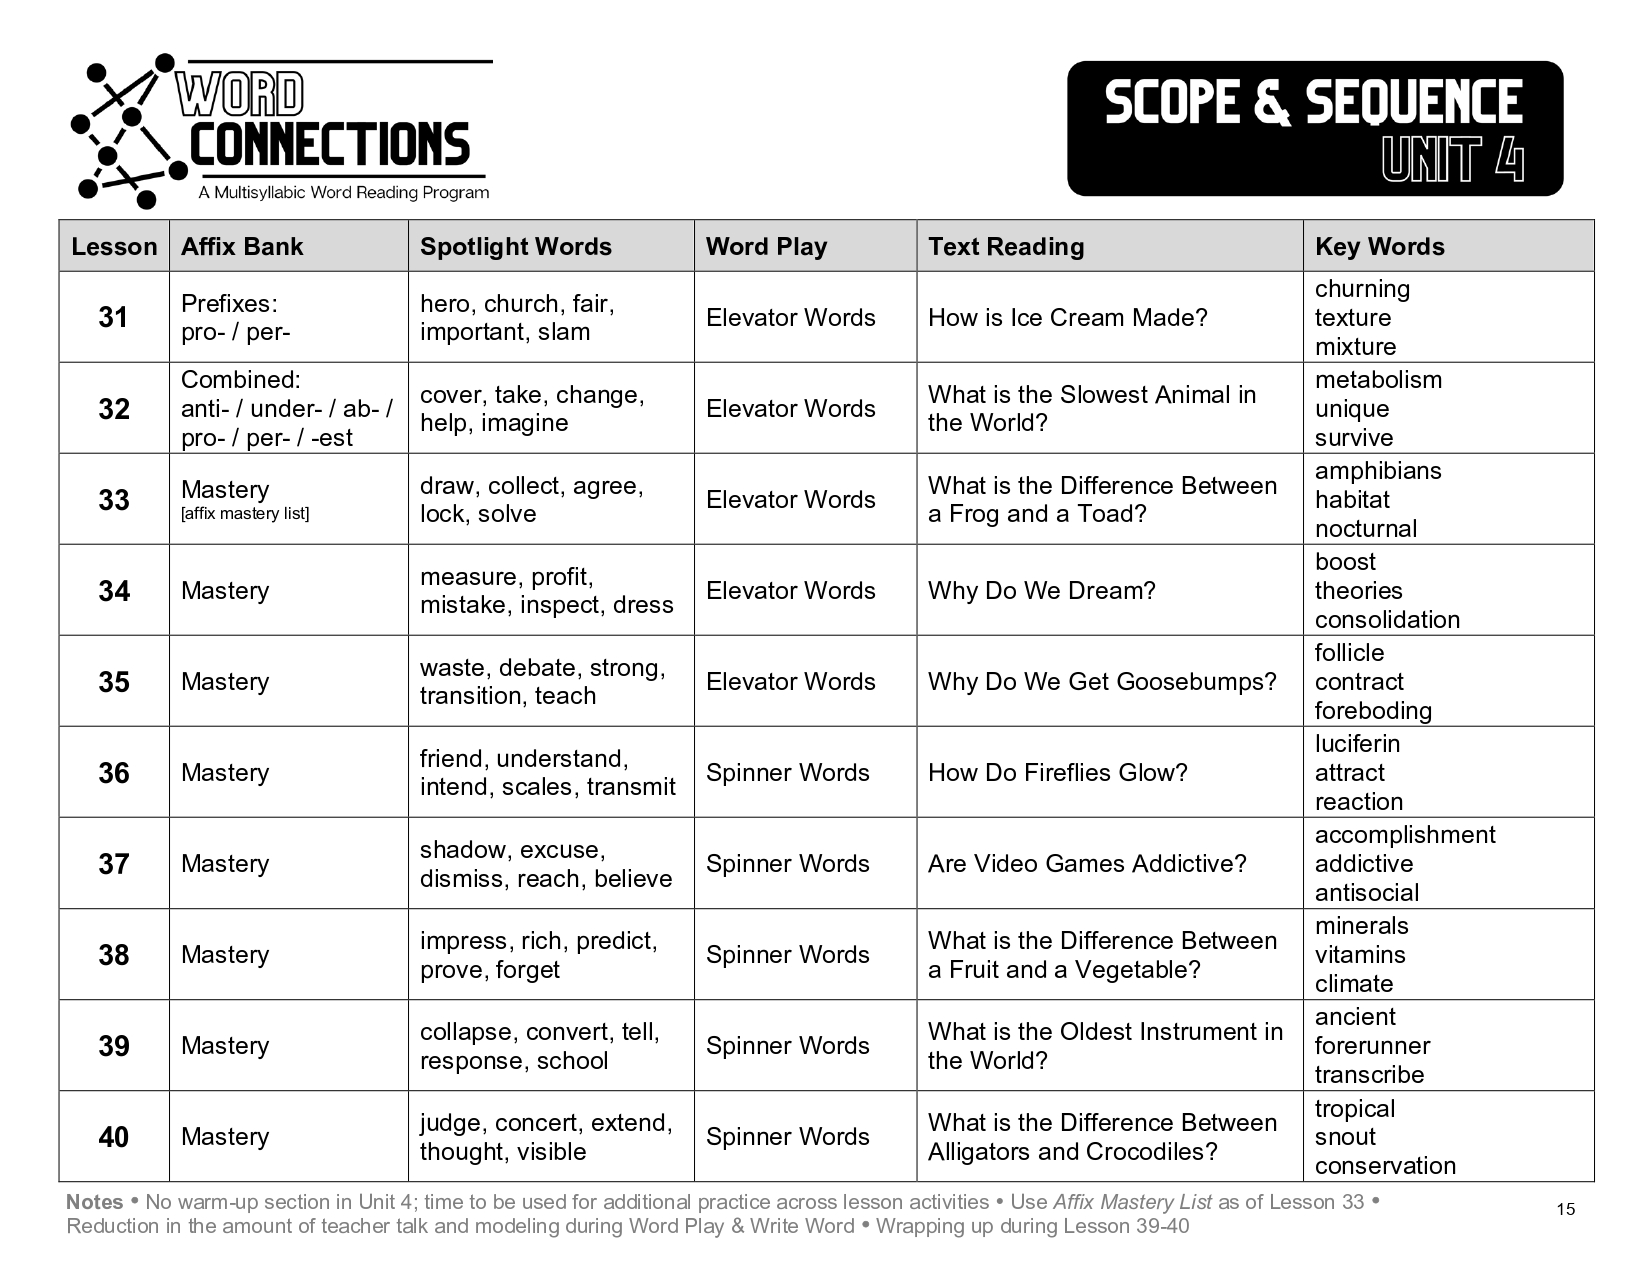 WORD
CONNECTIONS
A Multisyllabic Word Reading Program
SCOPE & SEQUENCE
UNIT 4
Lesson Affix Bank Spotlight Words Word Play Text Reading Key Words
31
Prefixes:
pro- / per-
hero, church, fair,
important, slam
Elevator Words
How is Ice Cream Made?
churning
texture
mixture
32
Combined:
anti- / under- / ab- /
pro- / per- / -est
cover, take, change,
help, imagine
Elevator Words
What is the Slowest Animal in
the World?
metabolism
unique
survive
33
Mastery
[affix mastery list]
draw, collect, agree,
lock, solve
Elevator Words
What is the Difference Between
a Frog and a Toad?
amphibians
habitat
nocturnal
34
Mastery
measure, profit,
mistake, inspect, dress
Elevator Words
Why Do We Dream?
boost
theories
consolidation
35
Mastery
waste, debate, strong,
transition, teach
Elevator Words
Why Do We Get Goosebumps?
follicle
contract
foreboding
36
Mastery
friend, understand,
intend, scales, transmit
Spinner Words
How Do Fireflies Glow?
luciferin
attract
reaction
37
Mastery
shadow, excuse,
dismiss, reach, believe
Spinner Words
Are Video Games Addictive?
accomplishment
addictive
antisocial
38
Mastery
impress, rich, predict,
prove, forget
Spinner Words
What is the Difference Between
a Fruit and a Vegetable?
minerals
vitamins
climate
39
Mastery
collapse, convert, tell,
response, school
Spinner Words
What is the Oldest Instrument in
the World?
ancient
forerunner
transcribe
40
Mastery
judge, concert, extend,
thought, visible
Spinner Words
What is the Difference Between
Alligators and Crocodiles?
tropical
snout
conservation
Notes • No warm-up section in Unit 4; time to be used for additional practice across lesson activities • Use Affix Mastery List as of Lesson 33 •
Reduction in the amount of teacher talk and modeling during Word Play & Write Word • Wrapping up during Lesson 39-40
15